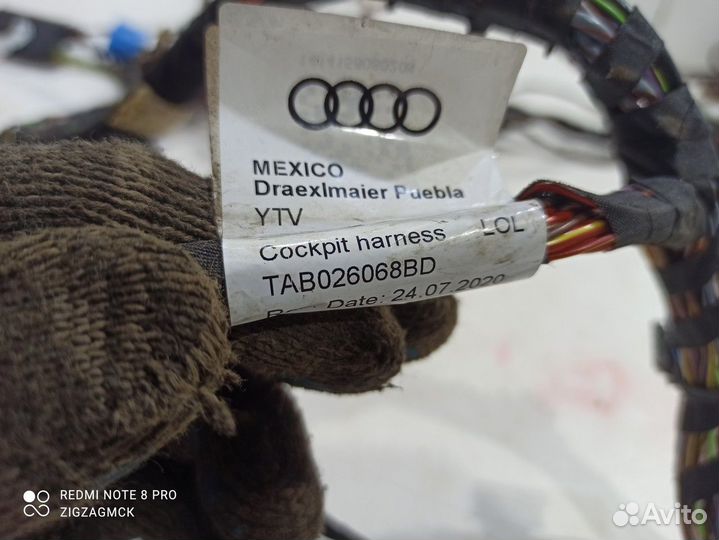 MEXICO
Draexlmaier Puebla
YTV
Cockpit harness LOL
TAB026068BD
Date: 24.07.2020
REDMI NOTE 8 PRO
ZIGZAGMCK
Avito